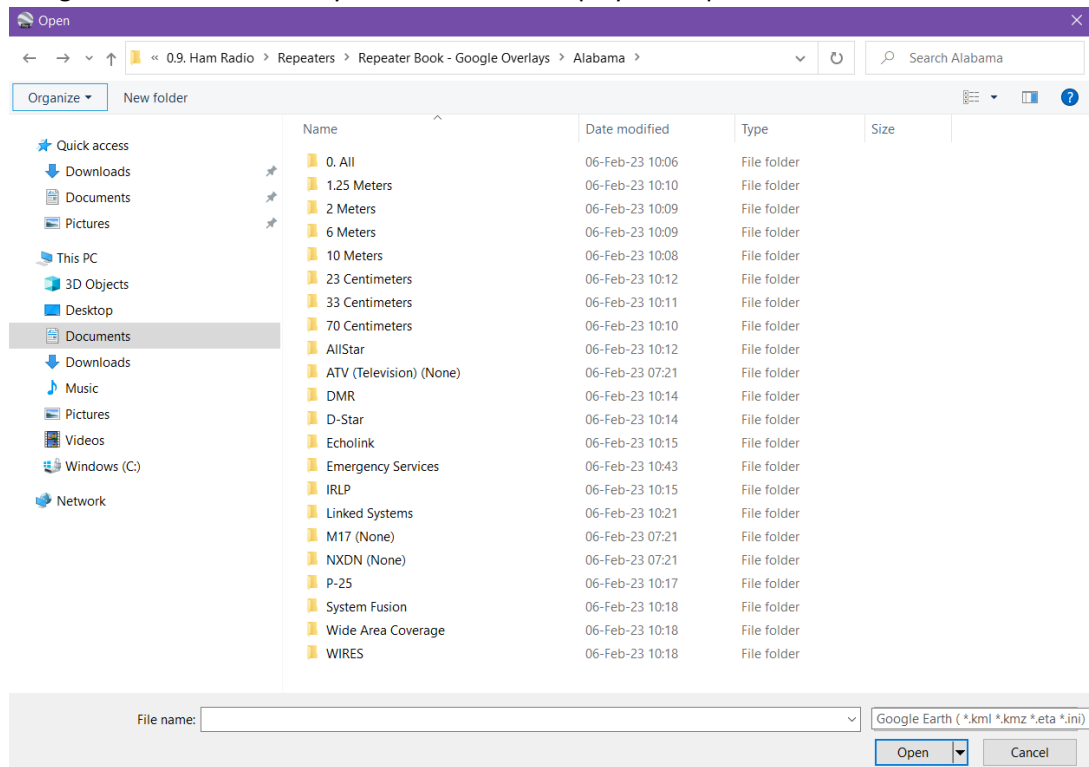 Open
« 0.9. Ham Radio > Repeaters > Repeater Book - Google Overlays > Alabama >
Search Alabama
Organize
New folder
Name Date modified Type Size
Quick access
Downloads
Documents
Pictures
This PC
3D Objects
Desktop
Documents
Downloads
Music
Pictures
Videos
Windows (C:)
Network
0. All 06-Feb-23 10:06 File folder
1.25 Meters 06-Feb-23 10:10 File folder
2 Meters 06-Feb-23 10:09 File folder
6 Meters 06-Feb-23 10:09 File folder
10 Meters 06-Feb-23 10:08 File folder
23 Centimeters 06-Feb-23 10:12 File folder
33 Centimeters 06-Feb-23 10:11 File folder
70 Centimeters 06-Feb-23 10:10 File folder
AllStar 06-Feb-23 10:12 File folder
ATV (Television) (None) 06-Feb-23 07:21 File folder
DMR 06-Feb-23 10:14 File folder
D-Star 06-Feb-23 10:14 File folder
Echolink 06-Feb-23 10:15 File folder
Emergency Services 06-Feb-23 10:43 File folder
IRLP 06-Feb-23 10:15 File folder
Linked Systems 06-Feb-23 10:21 File folder
M17 (None) 06-Feb-23 07:21 File folder
NXDN (None) 06-Feb-23 07:21 File folder
P-25 06-Feb-23 10:17 File folder
System Fusion 06-Feb-23 10:18 File folder
Wide Area Coverage 06-Feb-23 10:18 File folder
WIRES 06-Feb-23 10:18 File folder
File name:
Google Earth ( *.kml *.kmz *.eta *.ini)
Open
Cancel